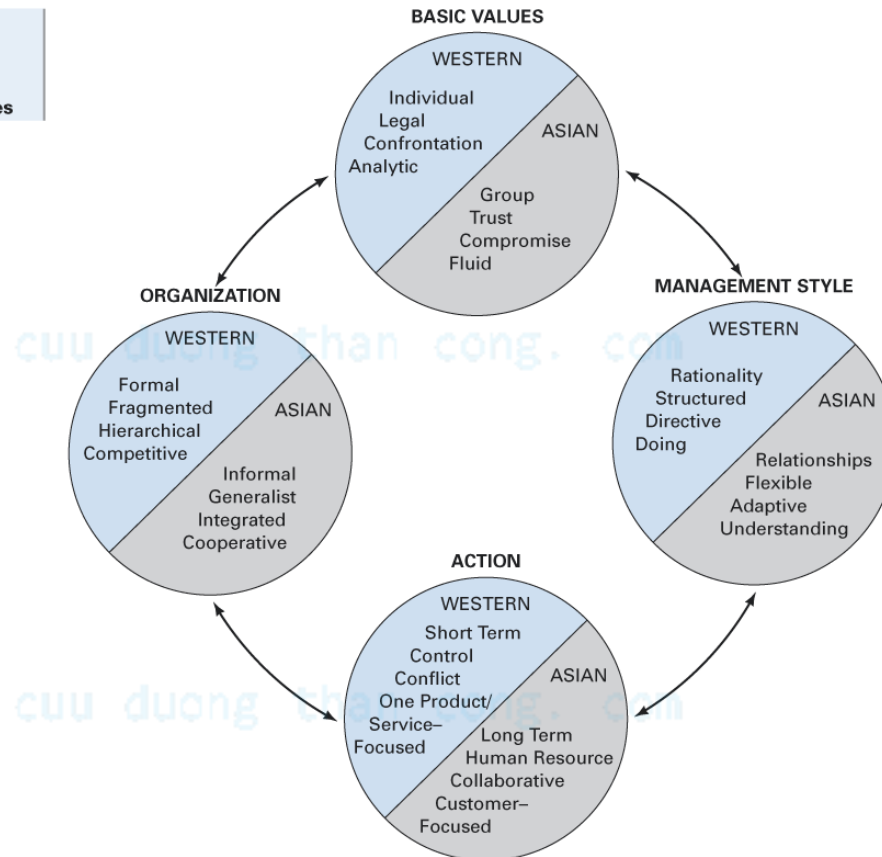 es
BASIC VALUES
WESTERN
Individual
Legal
Confrontation
Analytic
ASIAN
Group
Trust
Compromise
Fluid
ORGANIZATION
WESTERN
Formal
Fragmented
Hierarchical
Competitive
ASIAN
Informal
Generalist
Integrated
Cooperative
MANAGEMENT STYLE
WESTERN
Rationality
Structured
Directive
Doing
ASIAN
Relationships
Flexible
Adaptive
Understanding
cuu duong than cong. com
ACTION
WESTERN
Short Term
Control
Conflict
One Product/
Service–
Focused
ASIAN
Long Term
Human Resource
Collaborative
Customer–
Focused
cuu duong than cong. com